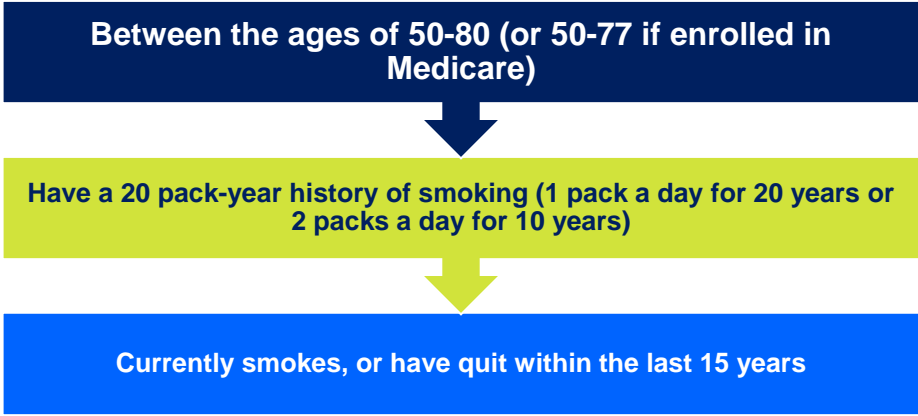 Between the ages of 50-80 (or 50-77 if enrolled in
Medicare)
Have a 20 pack-year history of smoking (1 pack a day for 20 years or
2 packs a day for 10 years)
Currently smokes, or have quit within the last 15 years